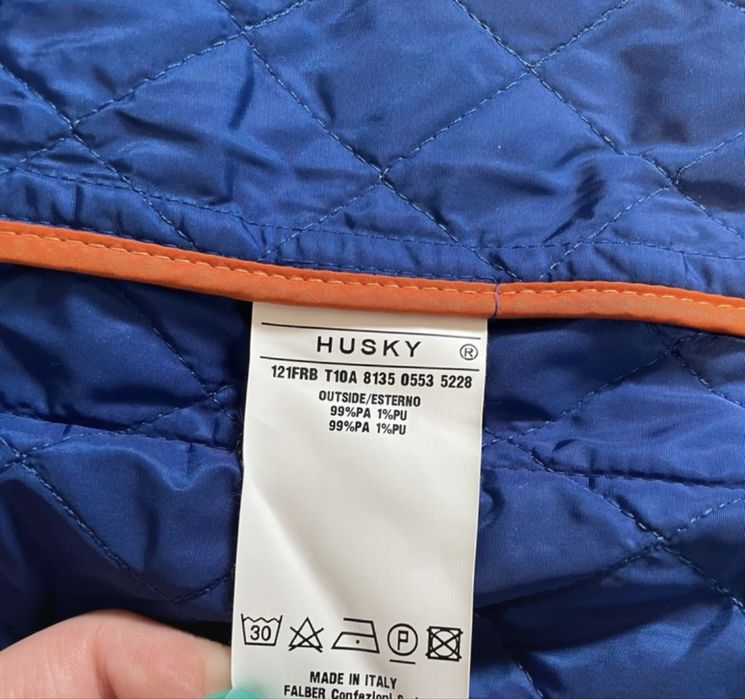 HUSKY ®
121FRB T10A 8135 0553 5228
OUTSIDE/ESTERNO
99%PA 1%PU
99%PA 1%PU
30 P
MADE IN ITALY
FALBER Confezioni